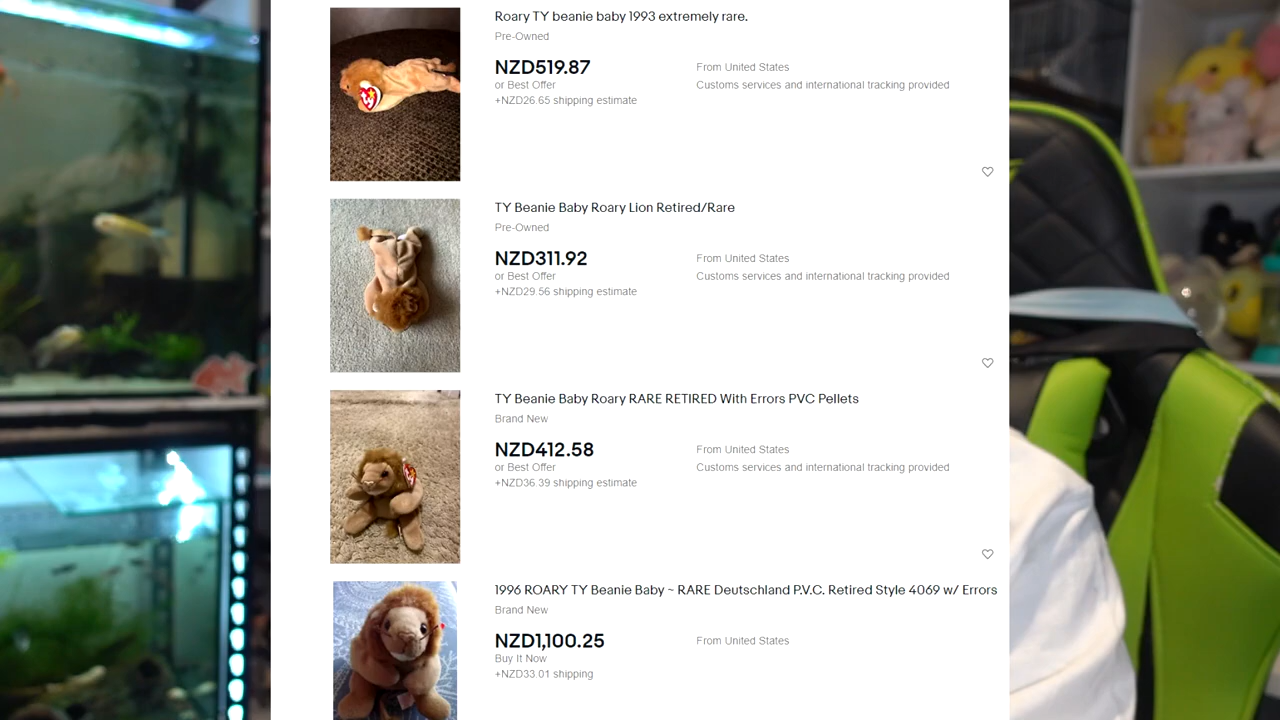 Roary TY beanie baby 1993 extremely rare.
Pre-Owned
NZD519.87
From United States
or Best Offer
Customs services and international tracking provided
+NZD26.65 shipping estimate
TY Beanie Baby Roary Lion Retired/Rare
Pre-Owned
NZD311.92
From United States
or Best Offer
Customs services and international tracking provided
+NZD29.56 shipping estimate
TY Beanie Baby Roary RARE RETIRED With Errors PVC Pellets
Brand New
NZD412.58
From United States
or Best Offer
Customs services and international tracking provided
+NZD36.39 shipping estimate
1996 ROARY TY Beanie Baby ~ RARE Deutschland P.V.C. Retired Style 4069 w/ Errors
Brand New
NZD1,100.25
From United States
Buy It Now
+NZD33.01 shipping